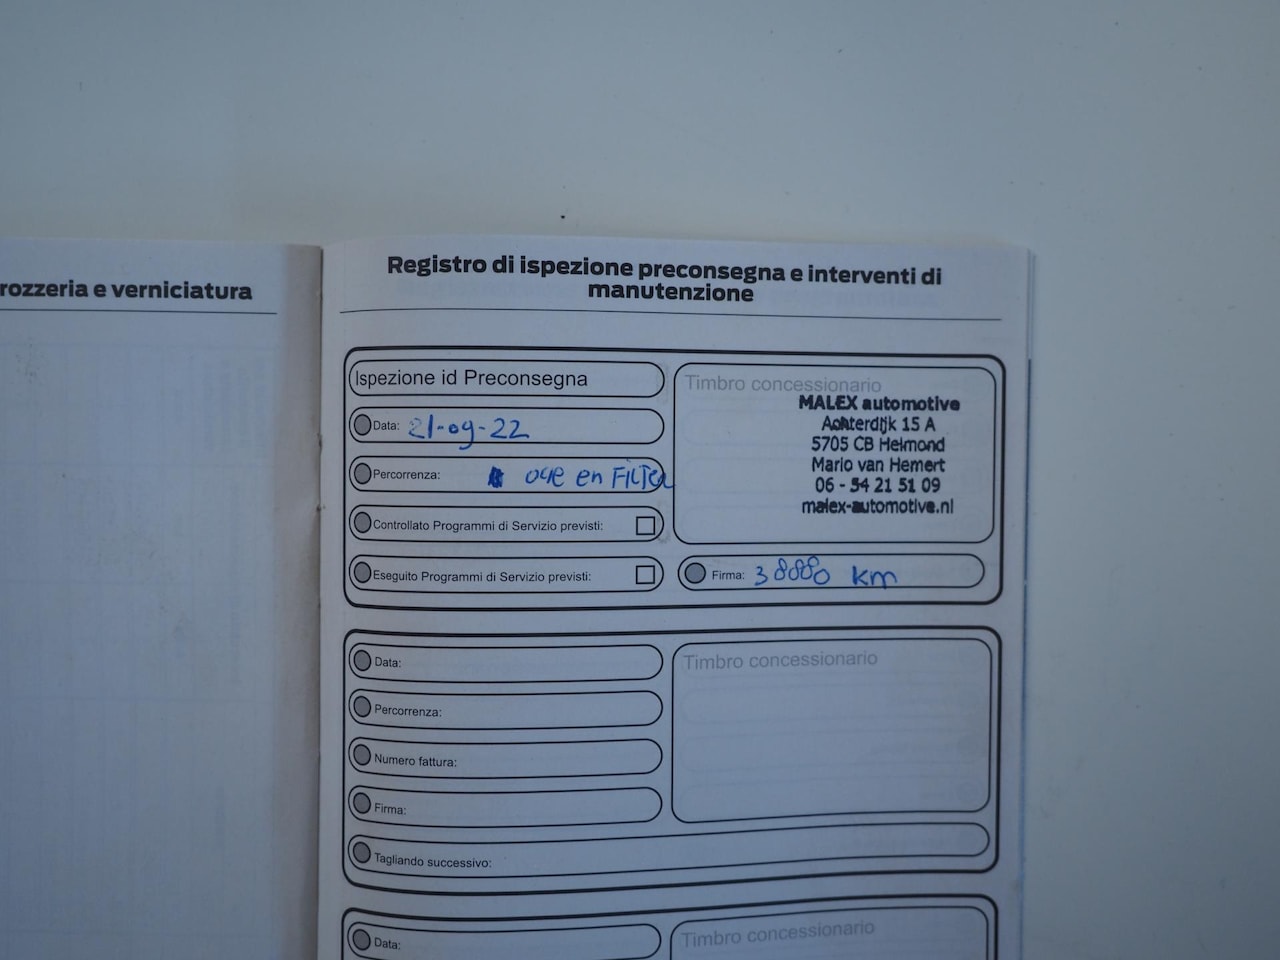 rozzeria e verniciatura
Registro di ispezione preconsegna e interventi di
manutenzione
Ispezione id Preconsegna
Data: 21-09-22
Percorrenza: en Filter
Controllato Programmi di Servizio previsti:
Eseguito Programmi di Servizio previsti:
Timbro concessionario
MALEX automotive
Achterdijk 15 A
5705 CB Helmond
Mario van Hemert
06 - 54 21 51 09
malex-automotive.nl
Firma: 38880 km
Data:
Percorrenza:
Numero fattura:
Firma:
Tagliando successivo:
Timbro concessionario
Data:
Timbro concessionario